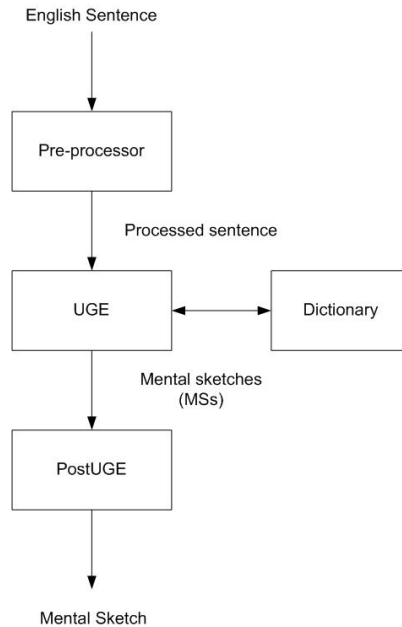 English Sentence
Pre-processor
Processed sentence
UGE
Dictionary
Mental sketches
(MSs)
PostUGE
Mental Sketch